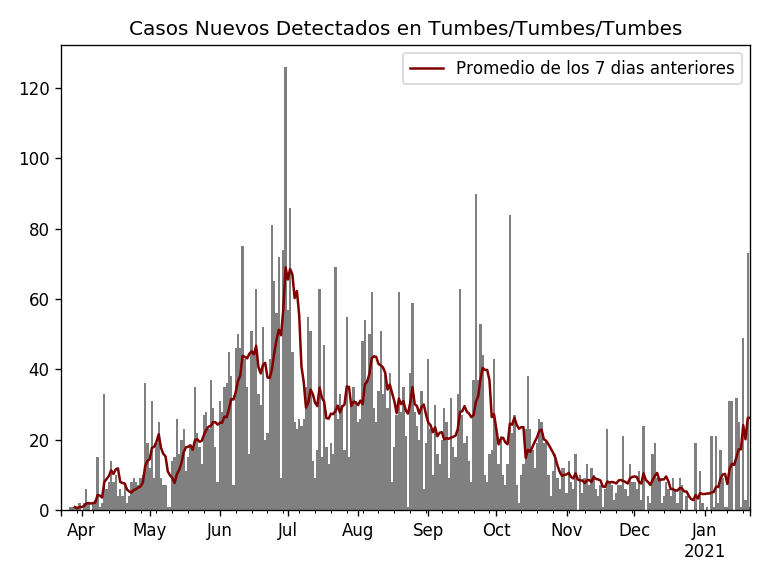 Casos Nuevos Detectados en Tumbes/Tumbes/Tumbes
Promedio de los 7 dias anteriores
120
100
80
60
40
20
0
Apr May Jun Jul Aug Sep Oct Nov Dec Jan
2021